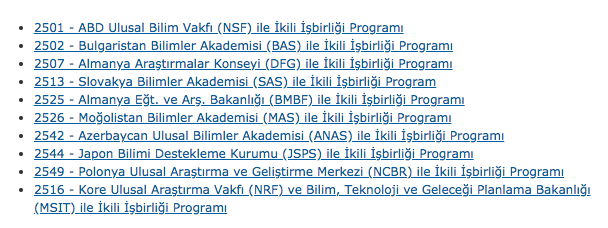 2501 - ABD Ulusal Bilim Vakfı (NSF) ile İkili İşbirliği Programı
2502 - Bulgaristan Bilimler Akademisi (BAS) ile İkili İşbirliği Programı
2507 - Almanya Araştırmalar Konseyi (DFG) ile İkili İşbirliği Programı
2513 - Slovakya Bilimler Akademisi (SAS) ile İkili İşbirliği Program
2525 - Almanya Eğt. ve Arş. Bakanlığı (BMBF) ile İkili İşbirliği Programı
2526 - Moğolistan Bilimler Akademisi (MAS) ile İkili İşbirliği Programı
2542 - Azerbaycan Ulusal Bilimler Akademisi (ANAS) ile İkili İşbirliği Programı
2544 - Japon Bilimi Destekleme Kurumu (JSPS) ile İkili İşbirliği Programı
2549 - Polonya Ulusal Araştırma ve Geliştirme Merkezi (NCBR) ile İkili İşbirliği Programı
2516 - Kore Ulusal Araştırma Vakfı (NRF) ve Bilim, Teknoloji ve Geleceği Planlama Bakanlığı
(MSIT) ile İkili İşbirliği Programı